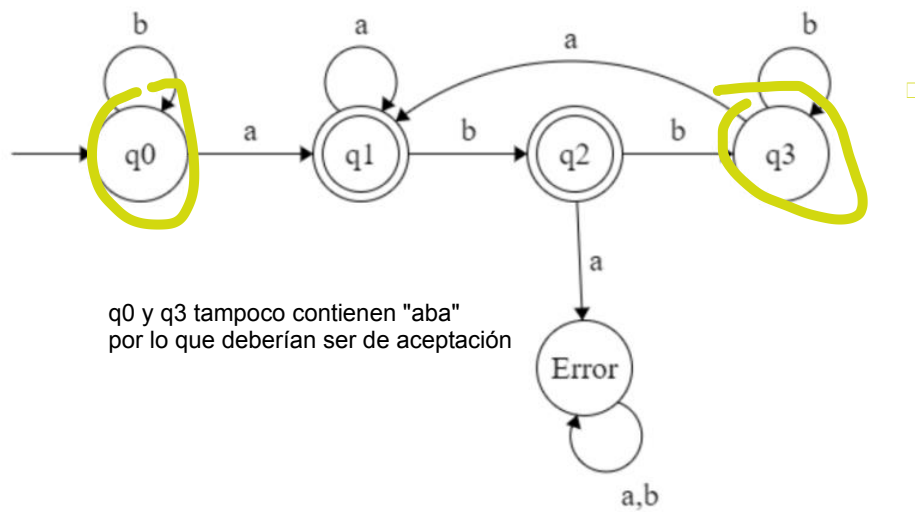 b
a
b
a
q0
a
q1
b
q2
b
q3
a
q0 y q3 tampoco contienen "aba"
por lo que deberían ser de aceptación
Error
a,b